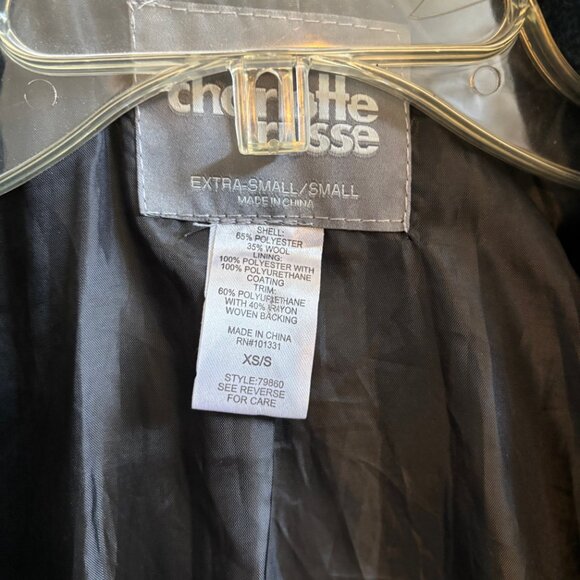 charlotte
russe
EXTRA-SMALL/SMALL
MADE IN CHINA
SHELL:
65% POLYESTER
35% WOOL
LINING:
100% POLYESTER WITH
100% POLYURETHANE
COATING
TRIM:
60% POLYURETHANE
WITH 40% RAYON
WOVEN BACKING
MADE IN CHINA
RN#101331
XS/S
STYLE:79860
SEE REVERSE
FOR CARE